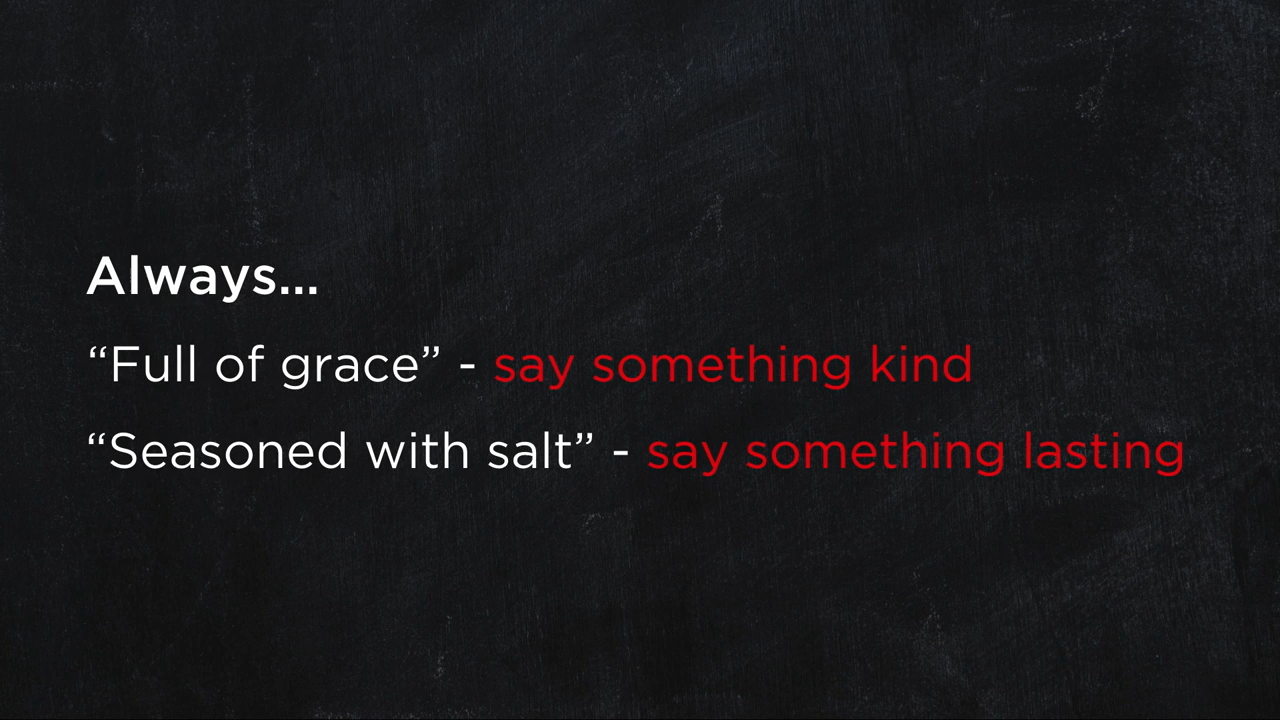 Always...
“Full of grace” - say something kind
“Seasoned with salt” - say something lasting